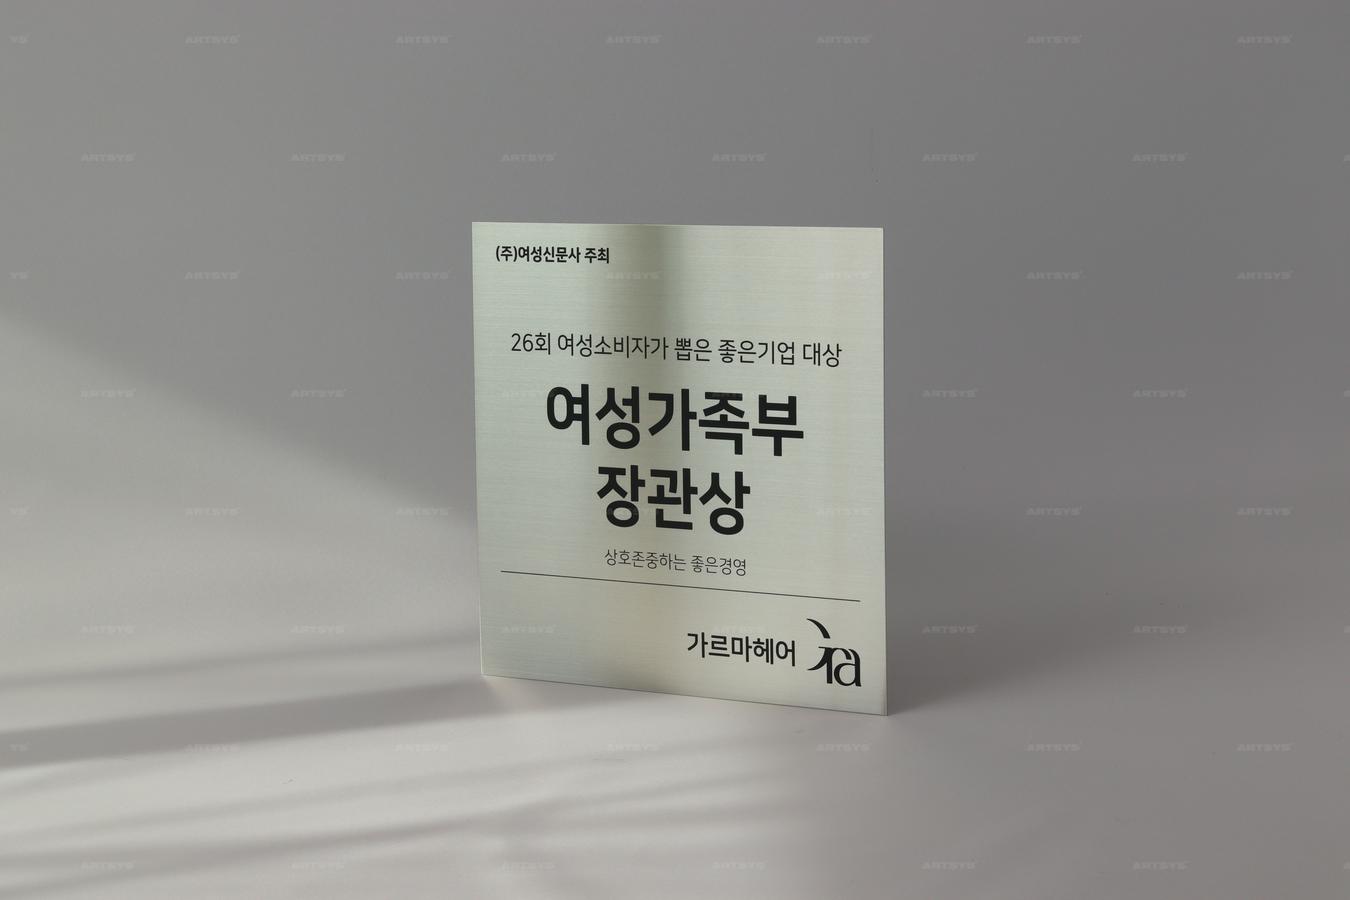 (주)여성신문사 주최
26회 여성소비자가 뽑은 좋은기업 대상
여성가족부
장관상
상호존중하는 좋은경영
가르마헤어
ARTSYS